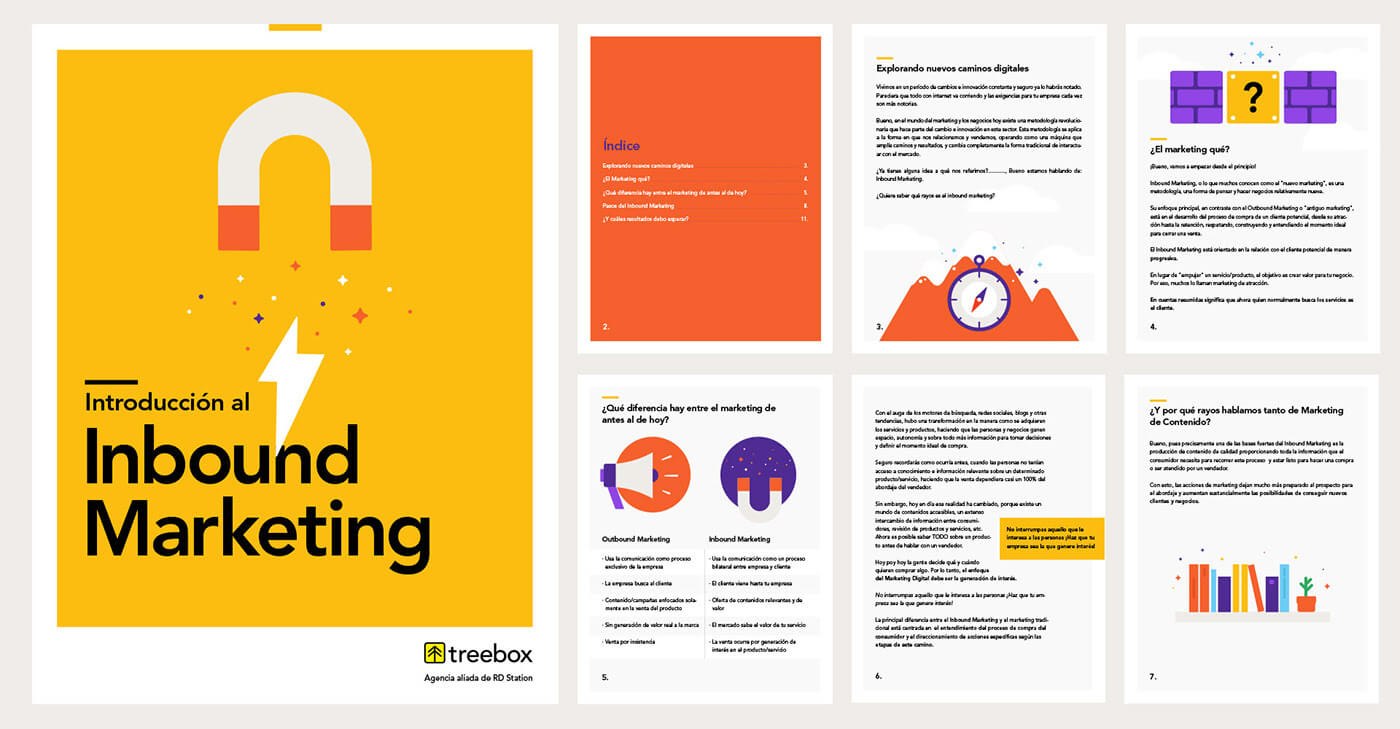 Introducción al
Inbound
Marketing
treebox
Agencia aliada de RD Station
Índice
Explorando nuevos caminos digitales 3.
¿El Marketing qué? 4.
¿Qué diferencia hay entre el marketing de antes al de hoy? 5.
Pasos del Inbound Marketing 8.
¿Y cuáles resultados debo esperar? 11.
2.
Explorando nuevos caminos digitales
Vivimos en un período de cambios e innovación constante y seguro ya lo habrás notado.
Pareciera que todo con internet va corriendo y las exigencias para tu empresa cada vez
son más notorias.
Bueno, en el mundo del marketing y los negocios hoy existe una metodología revolucio-
naria que hace parte del cambio e innovación en este sector. Esta metodología se aplica
a la forma en que nos relacionamos y vendemos, operando como una máquina que
amplía caminos y resultados, y cambia completamente la forma tradicional de interactu-
ar con el mercado.
¿Ya tienes alguna idea a qué nos referimos?.........., Bueno estamos hablando de:
Inbound Marketing.
¿Quiere saber qué rayos es el inbound marketing?
3.
?
¿El marketing qué?
¡Bueno, vamos a empezar desde el principio!
Inbound Marketing, o lo que muchos conocen como el "nuevo marketing", es una
metodología, una forma de pensar y hacer negocios relativamente nueva.
Su enfoque principal, en contraste con el Outbound Marketing o "antiguo marketing",
está en el desarrollo del proceso de compra de un cliente potencial, desde su atrac-
ción hasta la retención, respetando, construyendo y entendiendo el momento ideal
para cerrar una venta.
El Inbound Marketing está orientado en la relación con el cliente potencial de manera
progresiva.
En lugar de "empujar" un servicio/producto, el objetivo es crear valor para tu negocio.
Por eso, muchos lo llaman marketing de atracción.
En cuentas resumidas significa que ahora quien normalmente busca los servicios es
el cliente.
4.
¿Qué diferencia hay entre el marketing de
antes al de hoy?
Outbound Marketing
- Usa la comunicación como proceso
exclusivo de la empresa
- La empresa busca al cliente
- Contenido/campañas enfocados sola-
mente en la venta del producto
- Sin generación de valor real a la marca
- Venta por insistencia
Inbound Marketing
- Usa la comunicación como un proceso
bilateral entre empresa y cliente
- El cliente viene hasta tu empresa
- Oferta de contenidos relevantes y de
valor
- El mercado sabe el valor de tu servicio
- La venta ocurre por generación de
interés en el producto/servicio
5.
Con el auge de los motores de búsqueda, redes sociales, blogs y otras
tendencias, hubo una transformación en la manera como se adquieren
los servicios y productos, haciendo que las personas y negocios ganen
espacio, autonomía y sobre todo más información para tomar decisiones
y definir el momento ideal de compra.
Seguro recordarás como ocurría antes, cuando las personas no tenían
acceso a conocimiento e información relevante sobre un determinado
producto/servicio, haciendo que la venta dependiera casi un 100% del
abordaje del vendedor.
Sin embargo, hoy en día esa realidad ha cambiado, porque existe un
mundo de contenidos accesibles, un extenso
intercambio de información entre consumi-
dores, revisión de productos y servicios, etc.
Ahora es posible saber TODO sobre un produc-
to antes de hablar con un vendedor.
Hoy por hoy la gente decide qué y cuándo
quieren comprar algo. Por lo tanto, el enfoque
del Marketing Digital debe ser la generación de interés.
No interrumpas aquello que le interesa a las personas ¡Haz que tu em-
presa sea la que genere interés!
La principal diferencia entre el Inbound Marketing y el marketing tradi-
cional está centrada en el entendimiento del proceso de compra del
consumidor y el direccionamiento de acciones específicas según las
etapas de este camino.
No interrumpas aquello que le
interesa a las personas ¡Haz que tu
empresa sea la que genere interés!
6.
¿Y por qué rayos hablamos tanto de Marketing
de Contenido?
Bueno, pues precisamente una de las bases fuertes del Inbound Marketing es la
producción de contenido de calidad proporcionando toda la información que el
consumidor necesita para recorrer este proceso y estar listo para hacer una compra
o ser atendido por un vendedor.
Con esto, las acciones de marketing dejan mucho más preparado al prospecto para
el abordaje y aumentan sustancialmente las posibilidades de conseguir nuevos
clientes y negocios.
7.